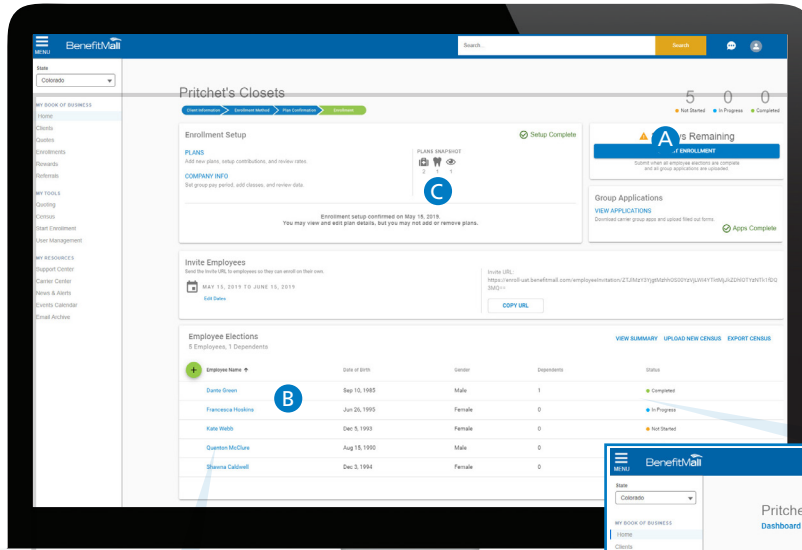 MENU
BenefitMall
Search
Search
State
Colorado
MY BOOK OF BUSINESS
Home
Clients
Quotes
Enrollments
Rewards
Referrals
MY TOOLS
Quoting
Census
Start Enrollment
User Management
MY RESOURCES
Support Center
Carrier Center
News & Alerts
Events Calendar
Email Archive
Pritchet's Closets
Client Information
Enrollment Method
Plan Confirmation
Enrollment
5 0 0
Not Started In Progress Completed
Enrollment Setup
Setup Complete
PLANS
Add new plans, setup contributions, and review rates.
COMPANY INFO
Set group pay period, add classes, and review data.
PLANS SNAPSHOT
2 1 1
C
Enrollment setup confirmed on May 15, 2019.
You may view and edit plan details, but you may not add or remove plans.
A
Remaining
ENROLLMENT
Submit when all employee elections are complete
and all group applications are uploaded.
Group Applications
VIEW APPLICATIONS
Download carrier group apps and upload filled out forms.
Apps Complete
Invite Employees
Send the invite URL to employees so they can enroll on their own.
MAY 15, 2019 TO JUNE 15, 2019
Edit Dates
Invite URL:
COPY URL
Employee Elections
5 Employees, 1 Dependents
VIEW SUMMARY UPLOAD NEW CENSUS EXPORT CENSUS
Employee Name Date of Birth Gender Dependents Status
Dante Green Sep 10, 1985 Male 1 Completed
B
Francesca Hoskins Jun 26, 1995 Female 0 In Progress
Kate Webb Dec 5, 1993 Female 0 Not Started
Quenton McClure Aug 15, 1990 Male 0
Shawna Caldwell Dec 3, 1994 Female 0
MENU
BenefitMall
State
Colorado
MY BOOK OF BUSINESS
Home
Clients
Pritche
Dashboard